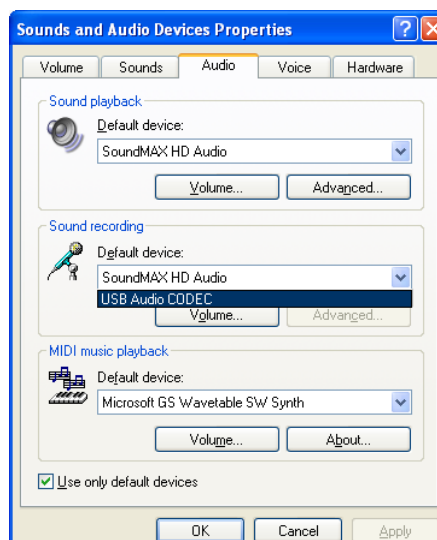 Sounds and Audio Devices Properties
Volume Sounds Audio Voice Hardware
Sound playback
Default device:
SoundMAX HD Audio
Volume... Advanced...
Sound recording
Default device:
SoundMAX HD Audio
USB Audio CODEC
Volume... Advanced...
MIDI music playback
Default device:
Microsoft GS Wavetable SW Synth
Volume... About...
Use only default devices
OK Cancel Apply